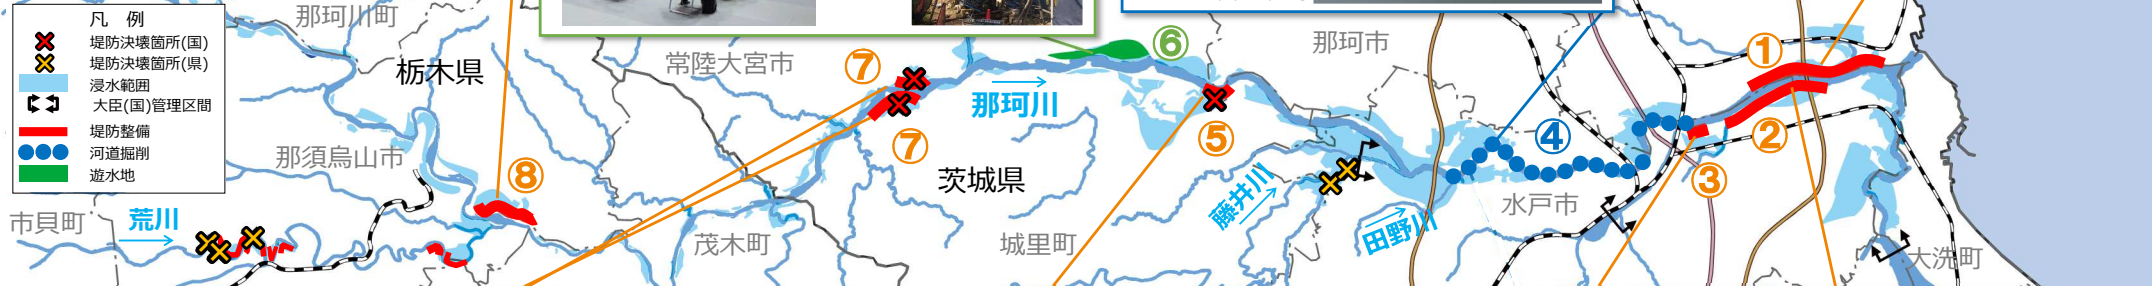 凡 例
堤防決壊箇所(国)
堤防決壊箇所(県)
浸水範囲
大臣(国)管理区間
堤防整備
河道掘削
遊水地
那珂川町
栃木県
那須烏山市
市貝町
荒川
⑧
常陸大宮市
⑦
⑦
茂木町
那珂川
茨城県
城里町
⑥
⑤
那珂市
藤井川
田野川
④
水戸市
①
②
③
大洗町